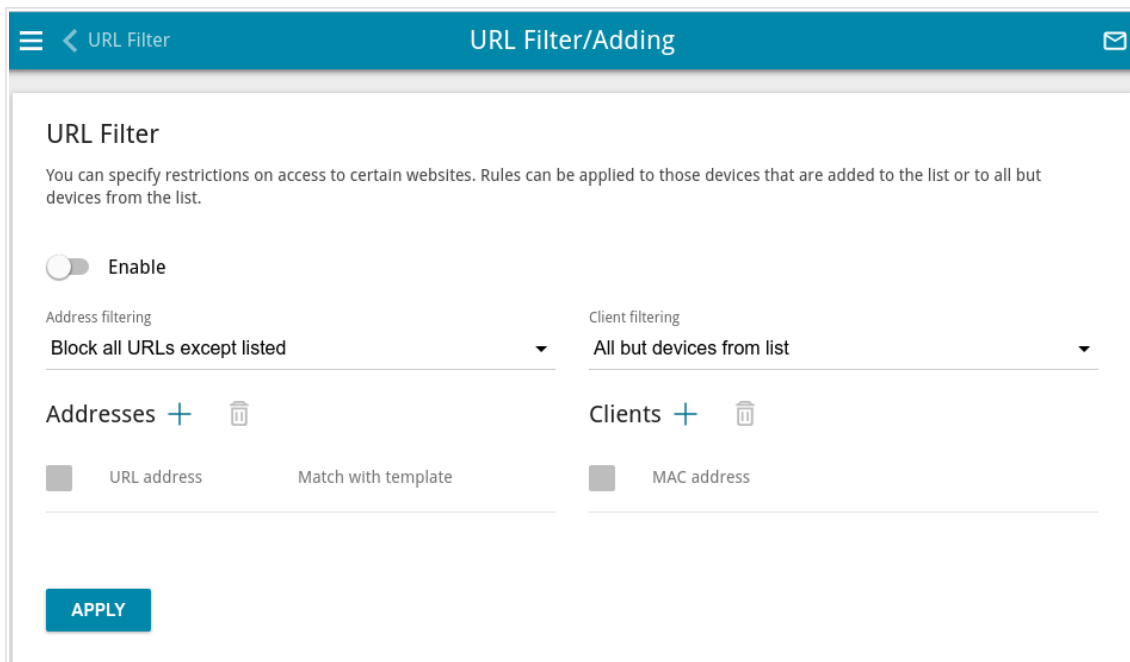 URL Filter
URL Filter/Adding
URL Filter
You can specify restrictions on access to certain websites. Rules can be applied to those devices that are added to the list or to all but
devices from the list.
Enable
Address filtering
Client filtering
Block all URLs except listed
All but devices from list
Addresses
Clients
URL address
Match with template
MAC address
APPLY